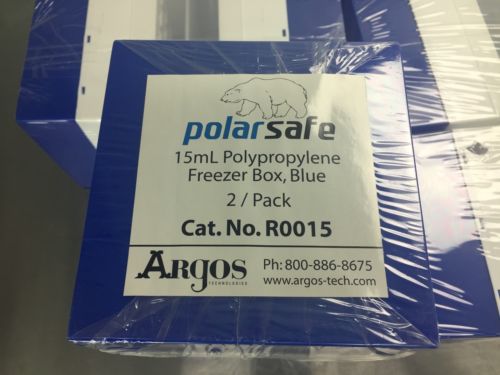 polarsafe
15mL Polypropylene
Freezer Box, Blue
2 / Pack
Cat. No. R0015
ARGOS
TECHNOLOGIES
Ph: 800-886-8675
www.argos-tech.com